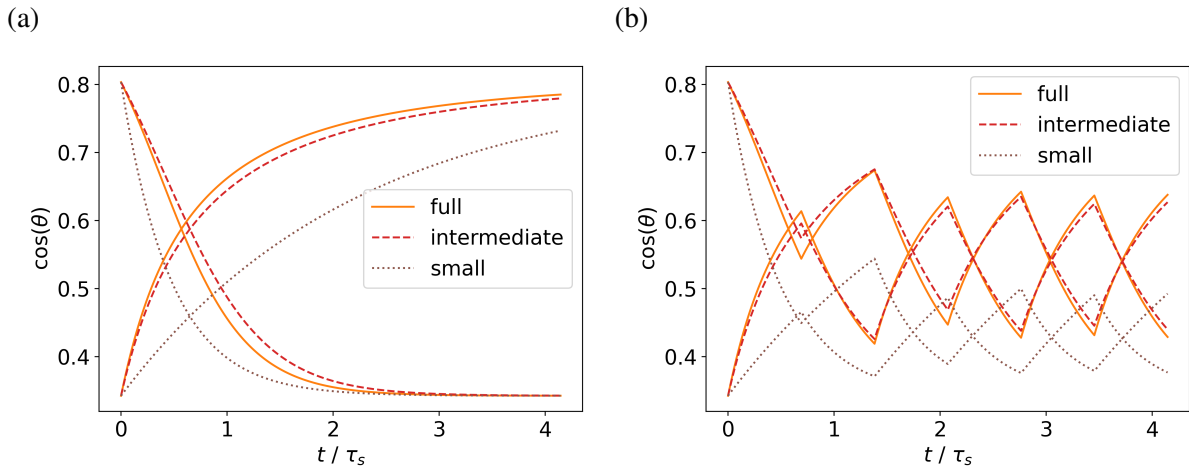 (a)
0.8
0.7
0.6
0.5
0.4
cos(θ)
full
intermediate
small
0 1 2 3 4
t / τs
(b)
0.8
0.7
0.6
0.5
0.4
cos(θ)
full
intermediate
small
0 1 2 3 4
t / τs